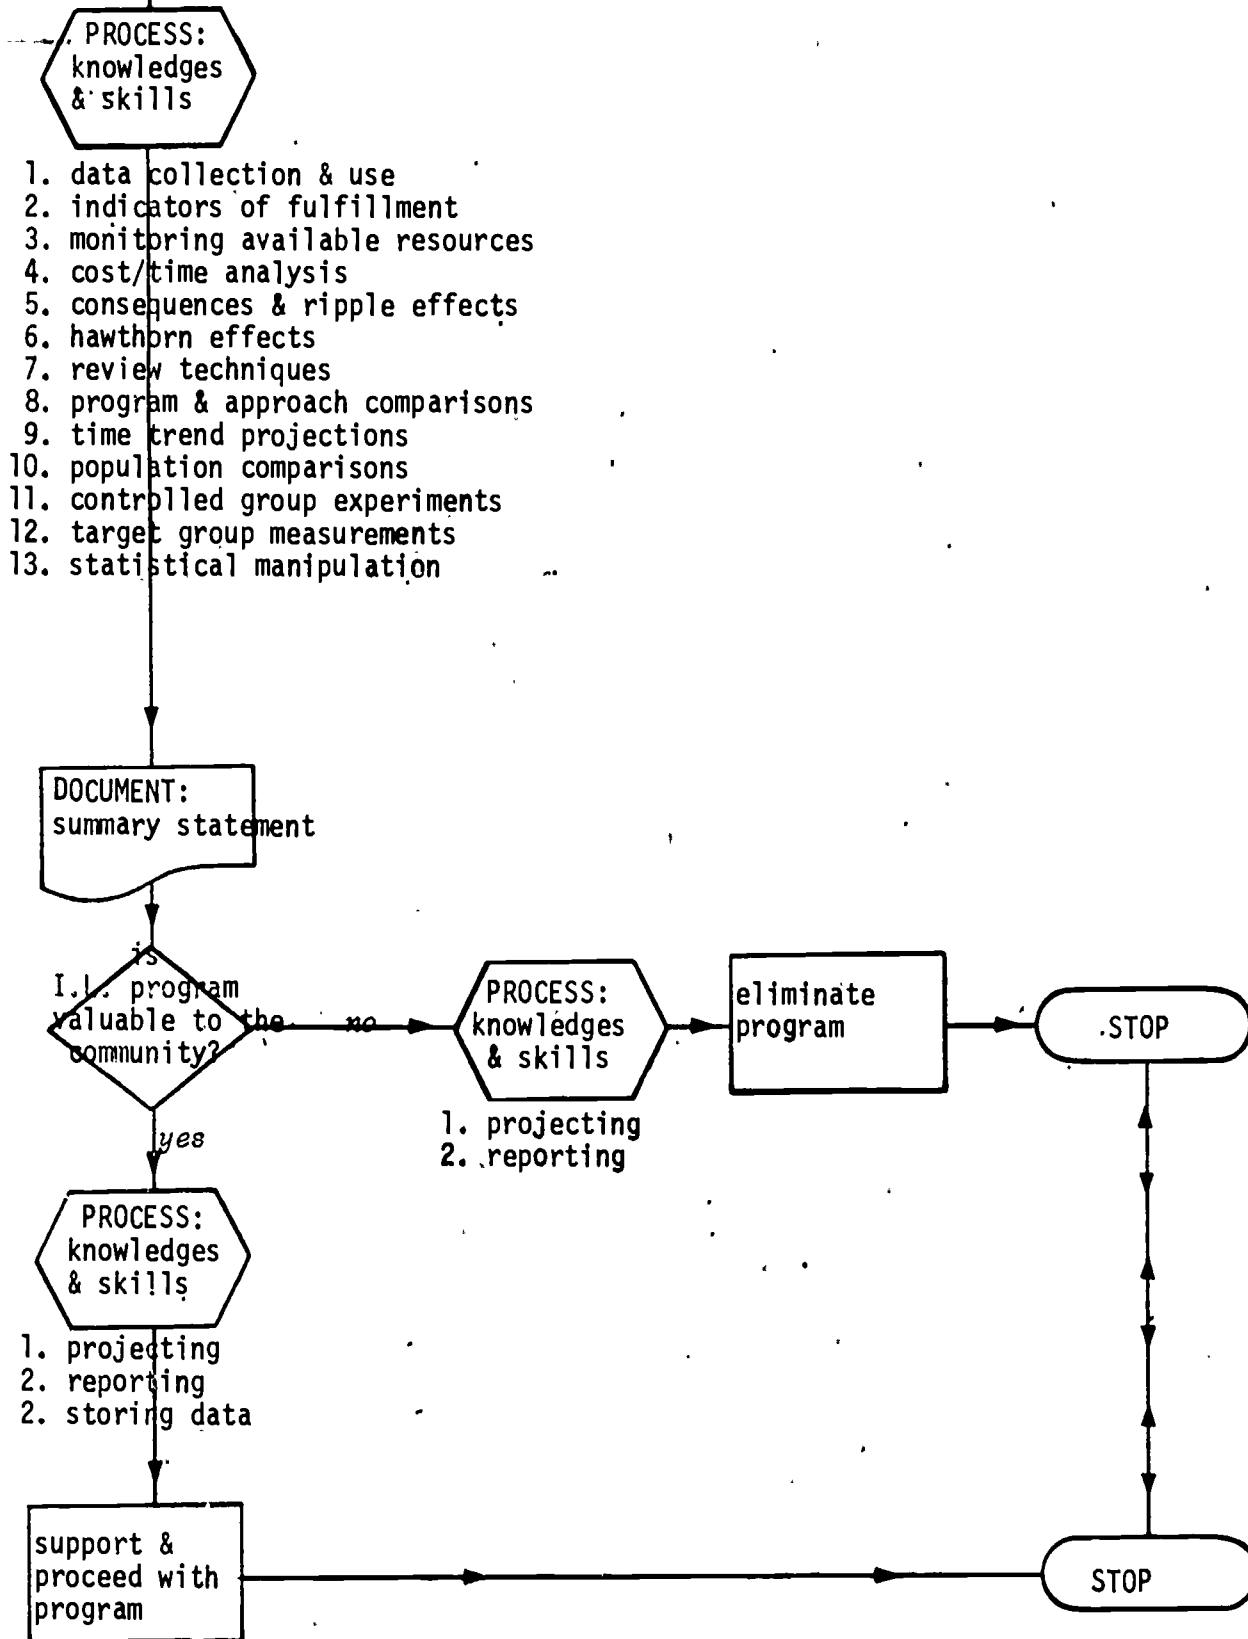 PROCESS:
knowledges
& skills
1. data collection & use
2. indicators of fulfillment
3. monitoring available resources
4. cost/time analysis
5. consequences & ripple effects
6. hawthorn effects
7. review techniques
8. program & approach comparisons
9. time trend projections
10. population comparisons
11. controlled group experiments
12. target group measurements
13. statistical manipulation
DOCUMENT:
summary statement
is
I.L. program
valuable to the
community?
no
PROCESS:
knowledges
& skills
1. projecting
2. reporting
eliminate
program
STOP
yes
PROCESS:
knowledges
& skills
1. projecting
2. reporting
2. storing data
support &
proceed with
program
STOP